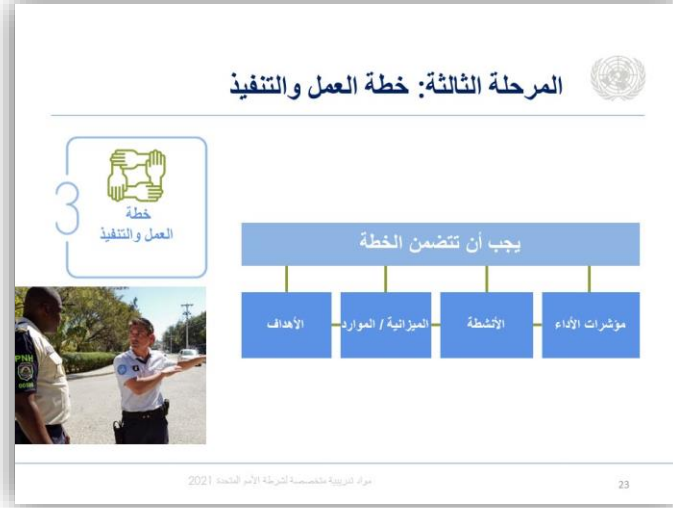 المرحلة الثالثة: خطة العمل والتنفيذ
3
خطة
العمل والتنفيذ
يجب أن تتضمن الخطة
مؤشرات الأداء
الأنشطة
الميزانية / الموارد
الأهداف
PNH
مواد تدريبية متخصصة لشرطة الأمم المتحدة 2021
23